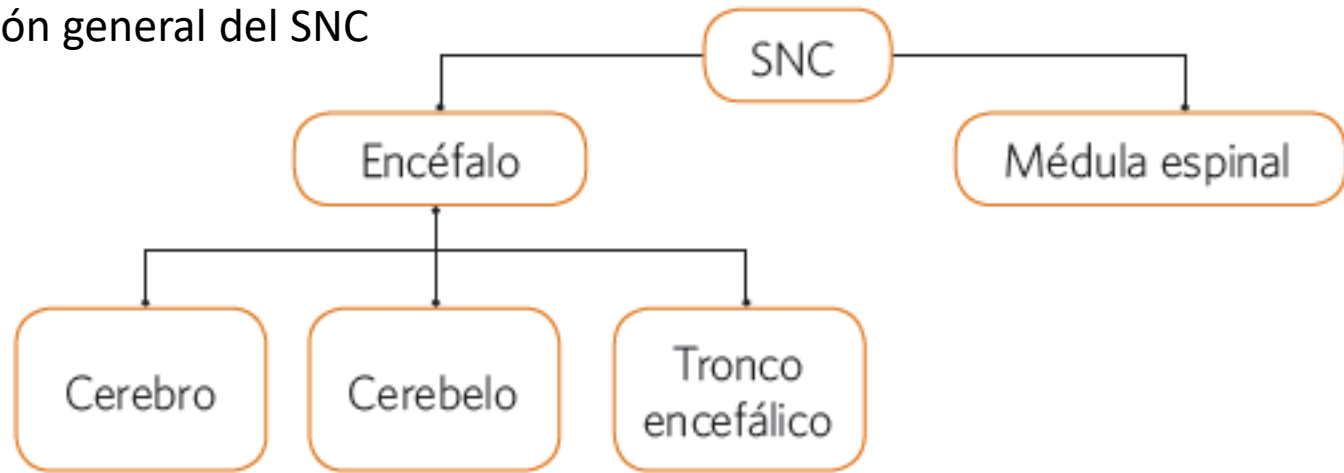 ón general del SNC
SNC
Encéfalo
Médula espinal
Cerebro
Cerebelo
Tronco
encefálico